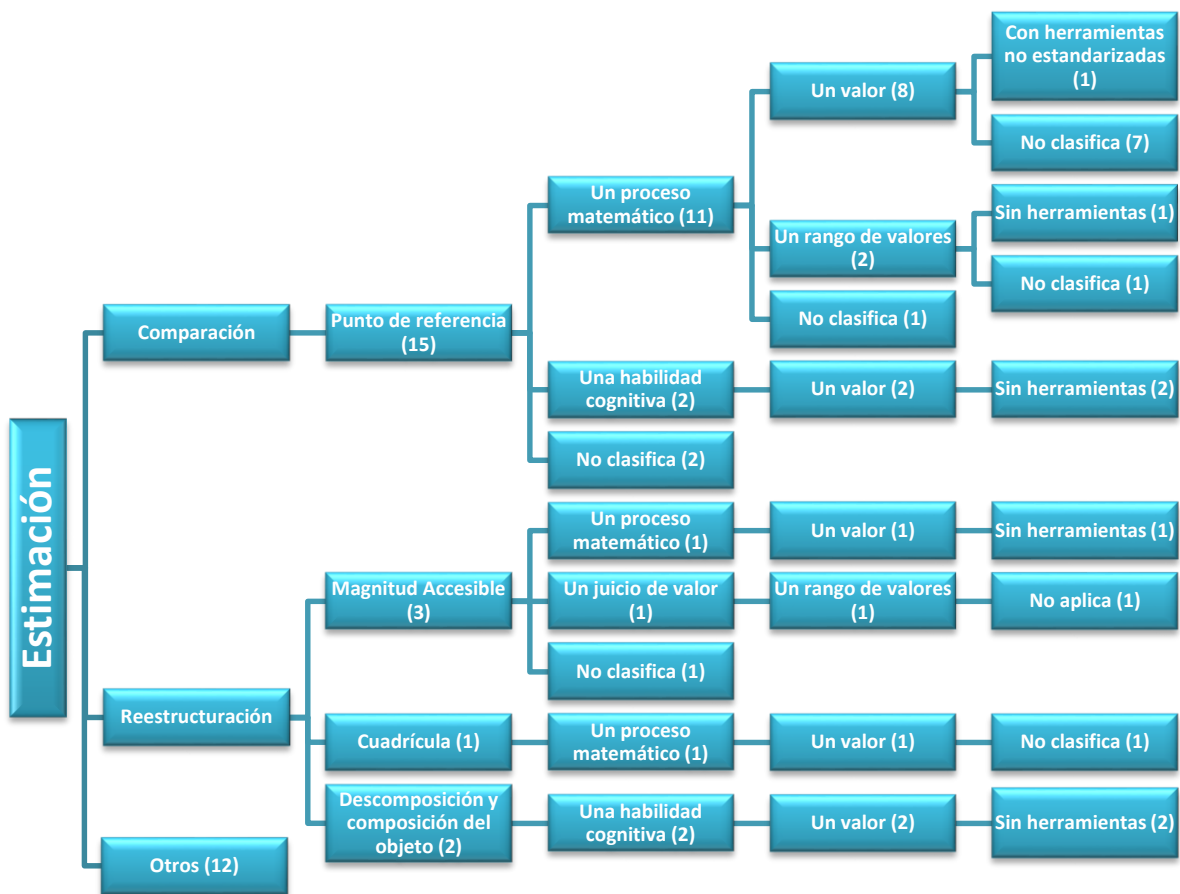 Estimación
Comparación
Punto de referencia
(15)
Un proceso
matemático (11)
Un valor (8)
Con herramientas
no estandarizadas
(1)
No clasifica (7)
Un rango de valores
(2)
Sin herramientas (1)
No clasifica (1)
No clasifica (1)
Una habilidad
cognitiva (2)
Un valor (2)
Sin herramientas (2)
No clasifica (2)
Reestructuración
Magnitud Accesible
(3)
Un proceso
matemático (1)
Un valor (1)
Sin herramientas (1)
Un juicio de valor
(1)
Un rango de valores
(1)
No aplica (1)
No clasifica (1)
Cuadrícula (1)
Un proceso
matemático (1)
Un valor (1)
No clasifica (1)
Descomposición y
composición del
objeto (2)
Una habilidad
cognitiva (2)
Un valor (2)
Sin herramientas (2)
Otros (12)